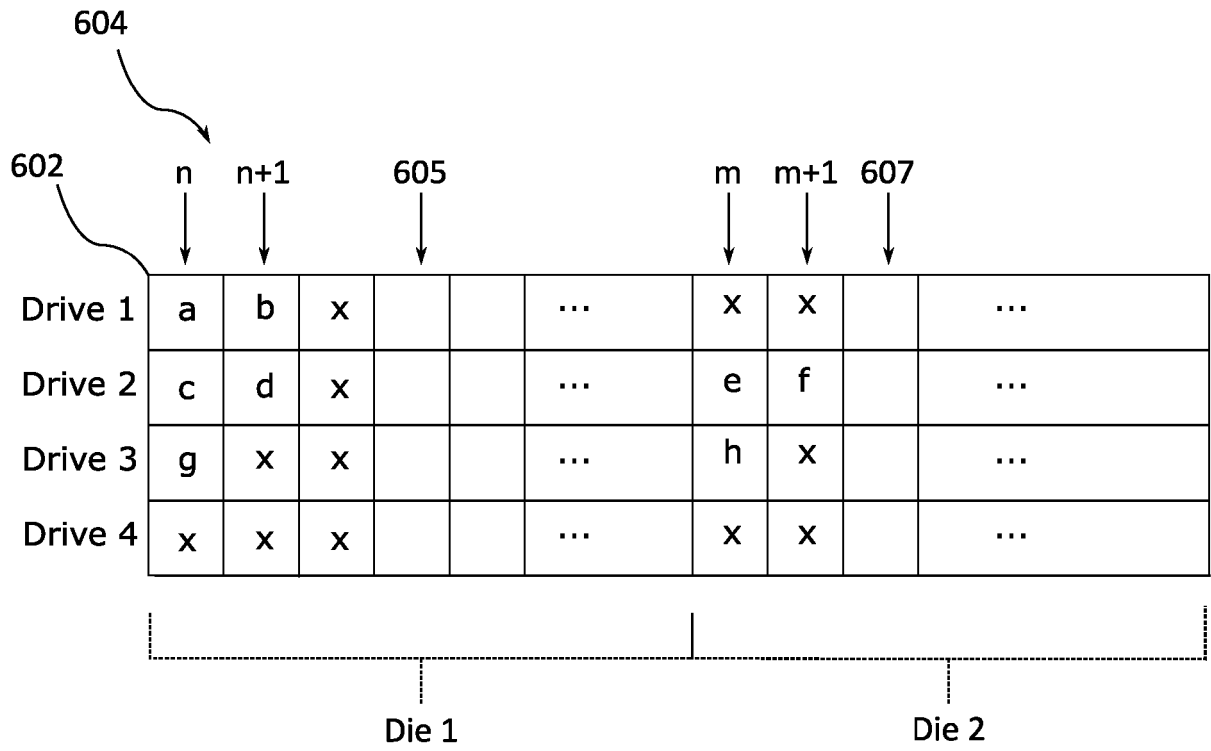 604
602 n n+1 605 m m+1 607
Drive 1 a b x ... x x ...
Drive 2 c d x ... e f ...
Drive 3 g x x ... h x ...
Drive 4 x x x ... x x ...
Die 1 Die 2